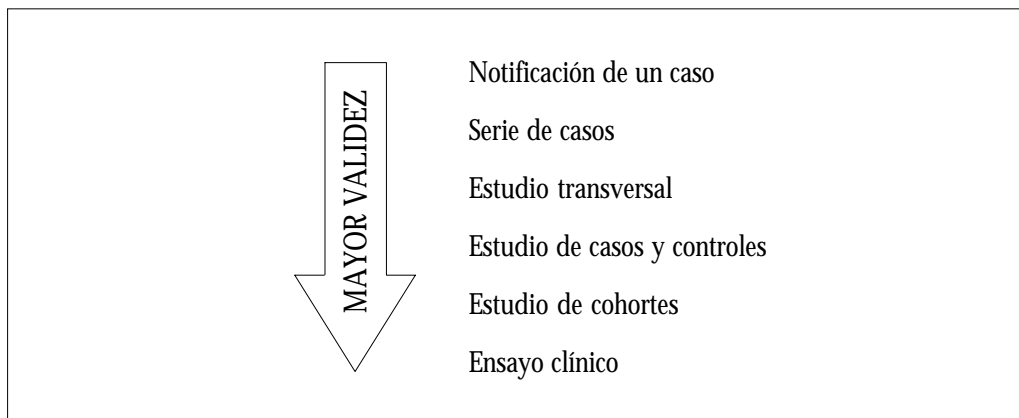 MAYOR VALIDEZ
Notificación de un caso
Serie de casos
Estudio transversal
Estudio de casos y controles
Estudio de cohortes
Ensayo clínico